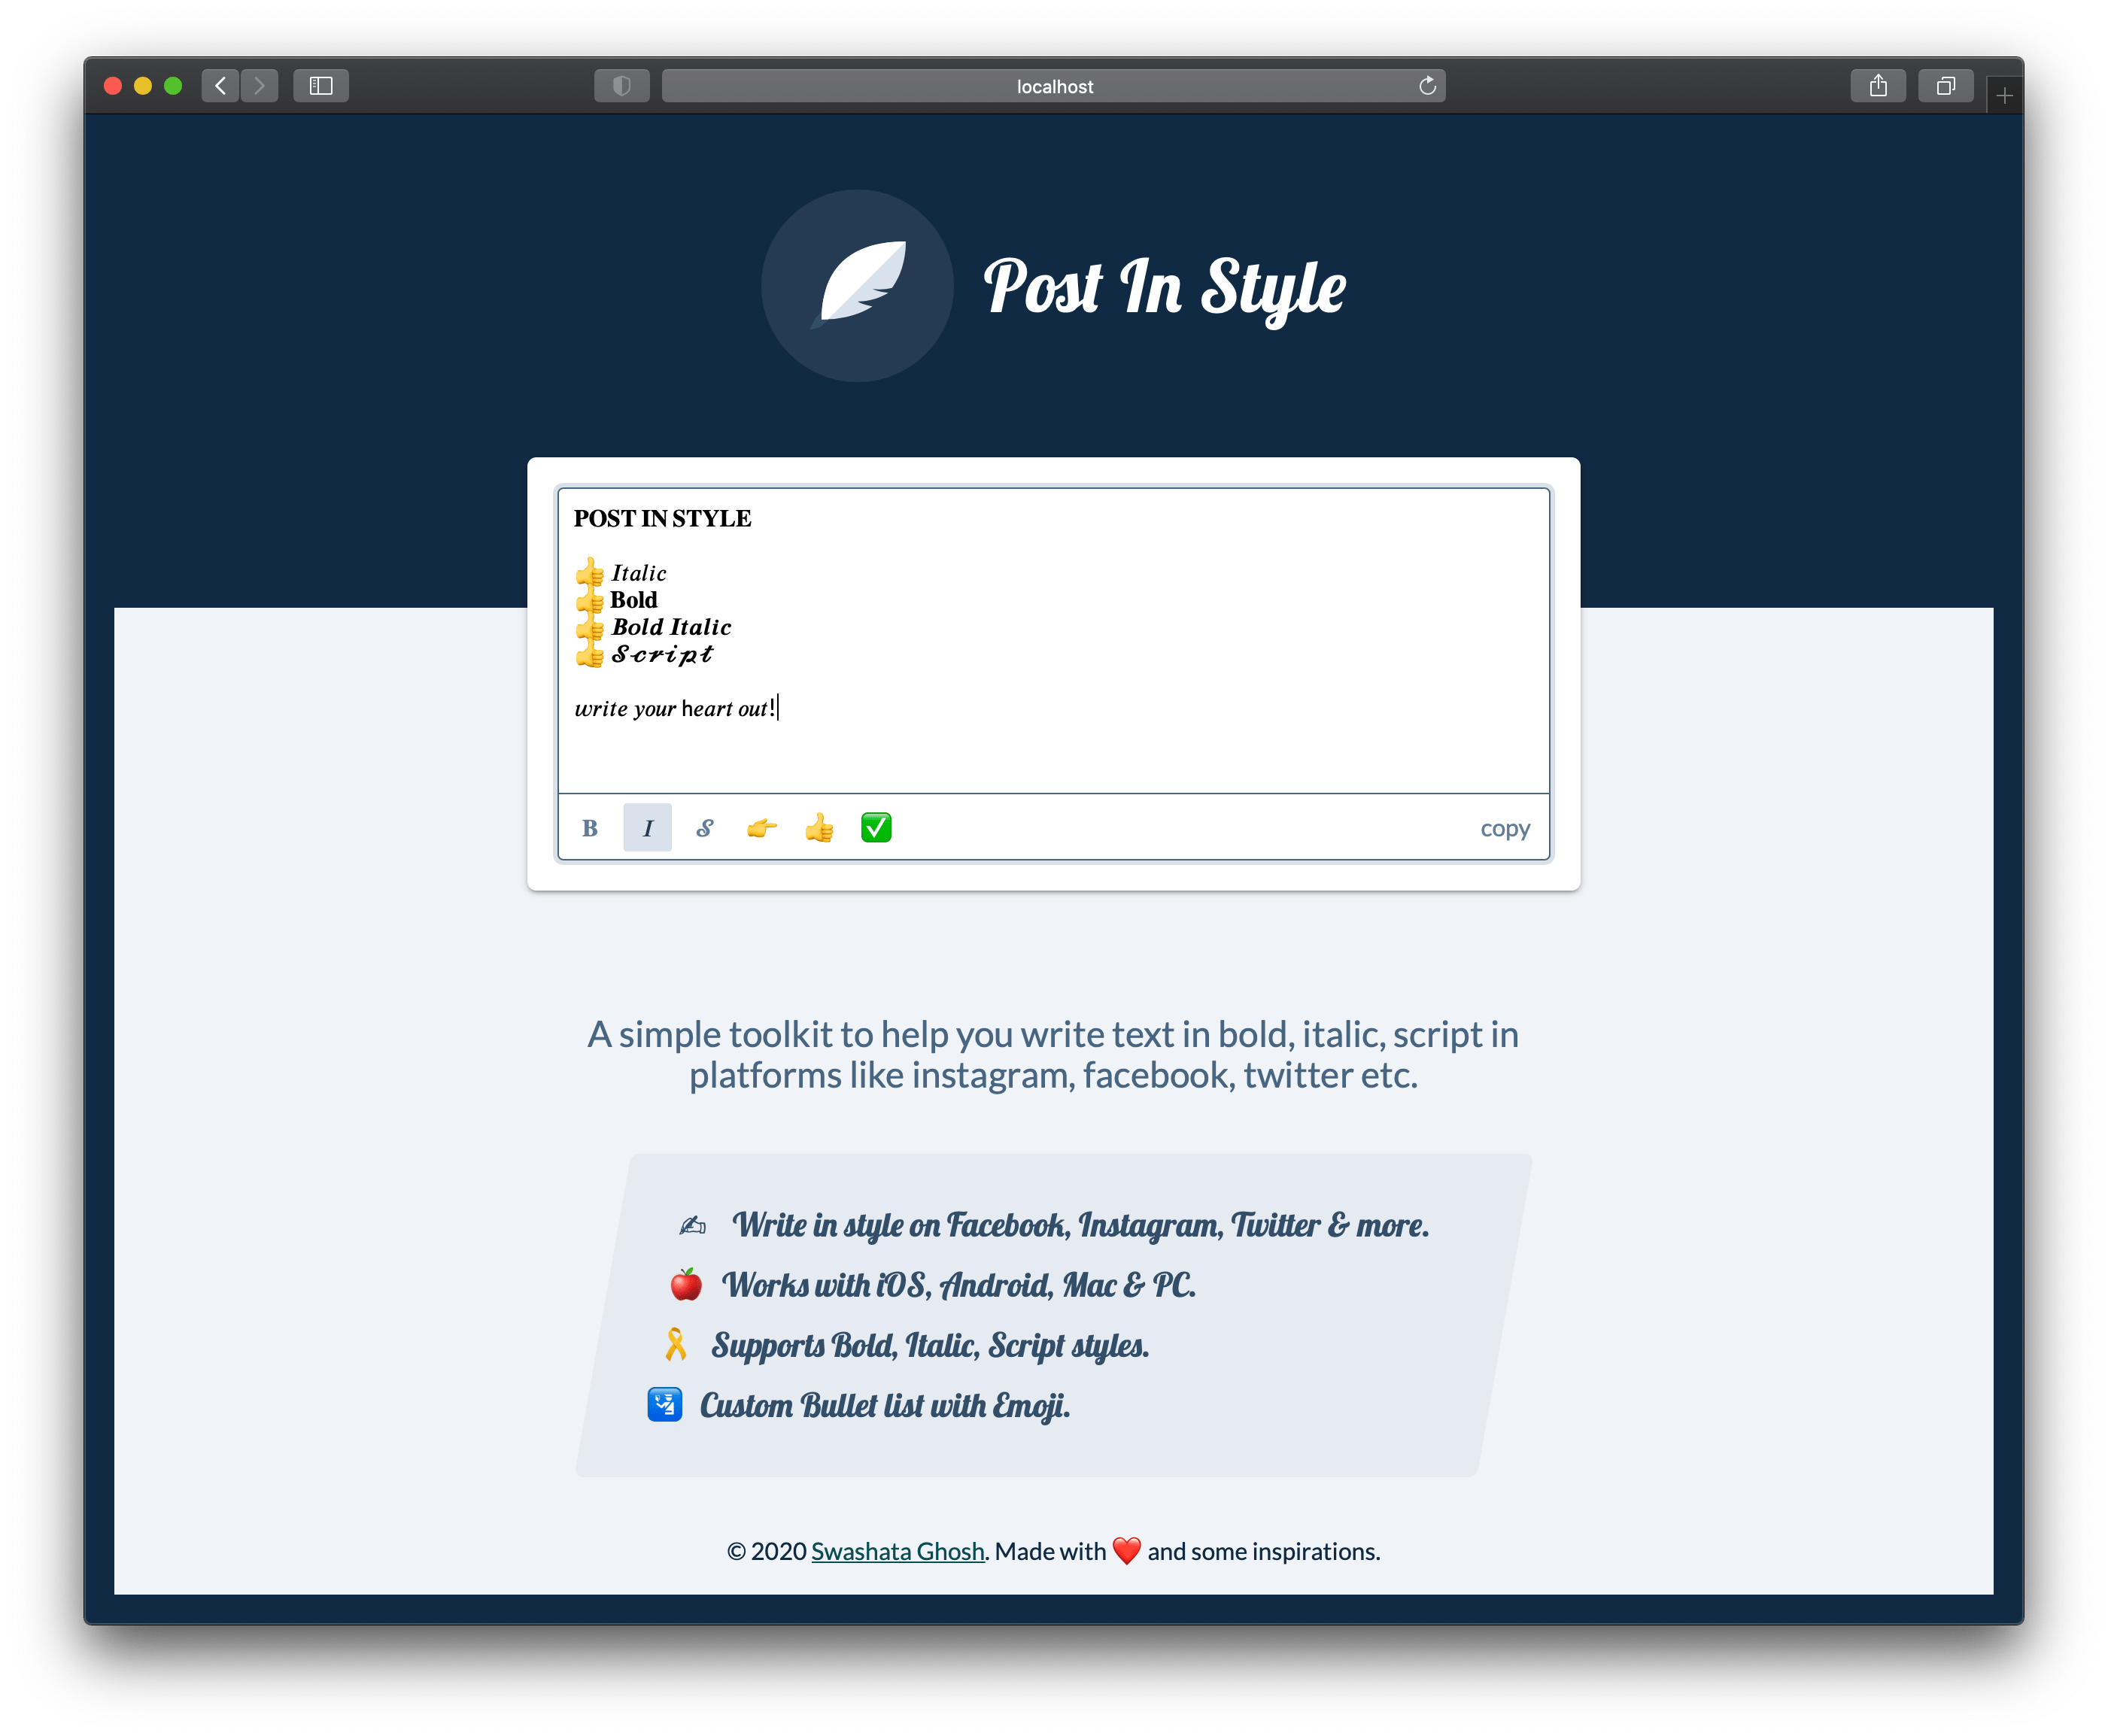 localhost
Post In Style
POST IN STYLE
👍 Italic
👍 Bold
👍 Bold Italic
👍 Script
write your heart out!
B I S 👉 👍 ✅ copy
A simple toolkit to help you write text in bold, italic, script in
platforms like instagram, facebook, twitter etc.
✍ Write in style on Facebook, Instagram, Twitter & more.
🍎 Works with iOS, Android, Mac & PC.
🎗 Supports Bold, Italic, Script styles.
🛂 Custom Bullet list with Emoji.
© 2020 Swashata Ghosh. Made with ❤️ and some inspirations.